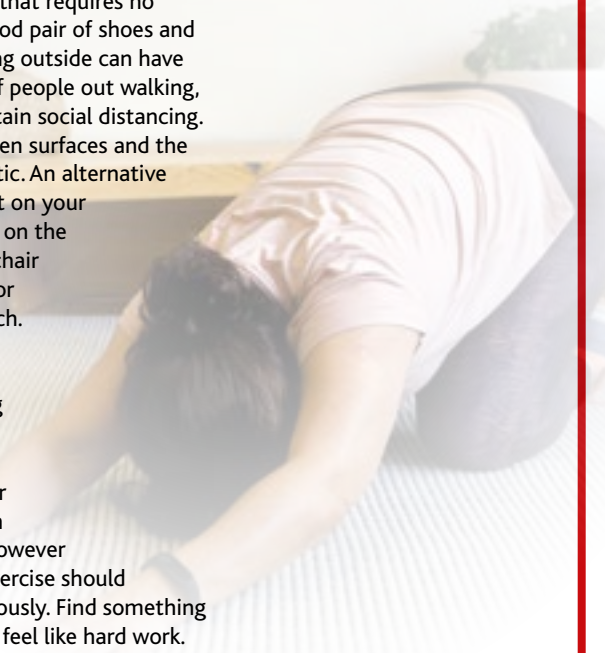 that requires no
od pair of shoes and
ng outside can have
f people out walking,
tain social distancing.
en surfaces and the
tic. An alternative
t on your
on the
hair
or
ch.
g
r
n
owever
ercise should
ously. Find something
feel like hard work.